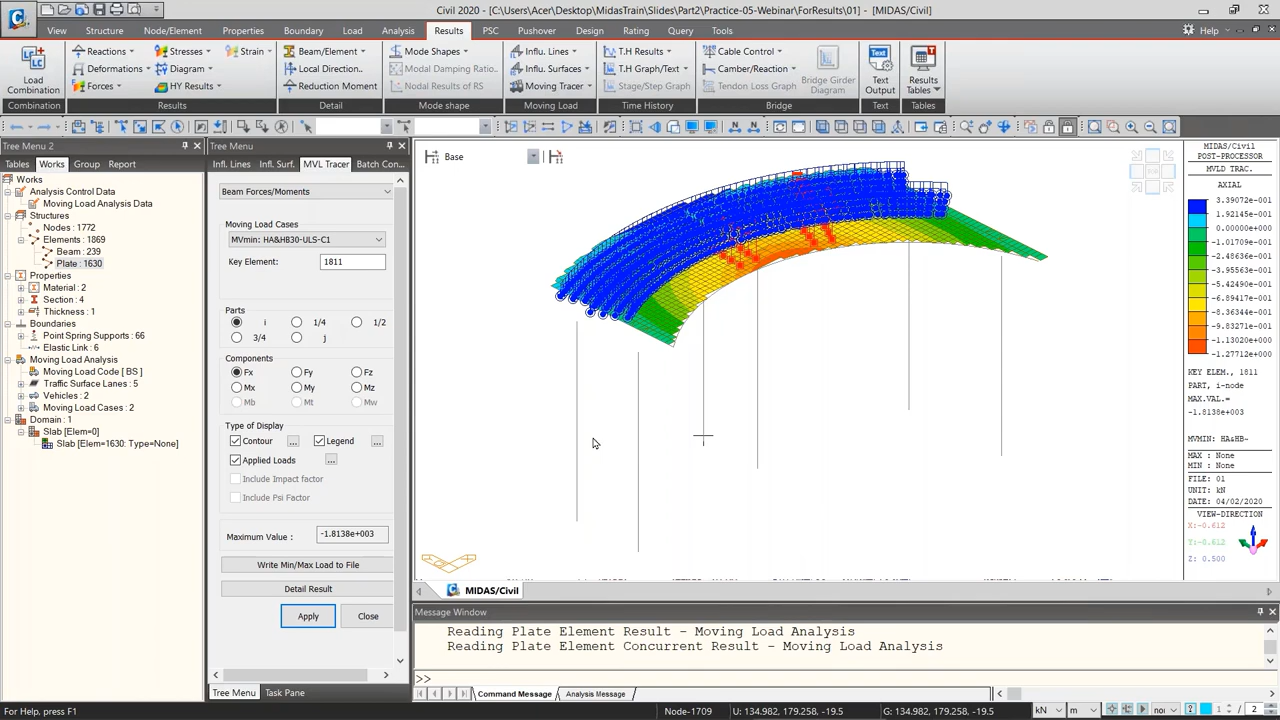 Civil 2020 - [C:\Users\Acer\Desktop\MidasTrain\Slides\Part2\Practice-05-Webinar\ForResults\01] - [MIDAS/Civil]
View Structure Node/Element Properties Boundary Load Analysis Results PSC Pushover Design Rating Query Tools Help
Load Combination
Combination
Reactions
Deformations
Forces
Stresses
Diagram
HY Results
Strain
Results
Beam/Element
Local Direction..
Reduction Moment
Detail
Mode Shapes
Modal Damping Ratio..
Nodal Results of RS
Mode shape
Influ. Lines
Influ. Surfaces
Moving Tracer
Moving Load
T.H Results
T.H Graph/Text
Stage/Step Graph
Time History
Cable Control
Camber/Reaction
Tendon Loss Graph
Bridge Girder Diagram
Bridge
Text Output
Text
Results Tables
Tables
Tree Menu 2
Tables Works Group Report
Works
Analysis Control Data
Moving Load Analysis Data
Structures
Nodes : 1772
Elements : 1869
Beam : 239
Plate : 1630
Properties
Material : 2
Section : 4
Thickness : 1
Boundaries
Point Spring Supports : 66
Elastic Link : 6
Moving Load Analysis
Moving Load Code [ BS ]
Traffic Surface Lanes : 5
Vehicles : 2
Moving Load Cases : 2
Domain : 1
Slab [Elem=0]
Slab [Elem=1630: Type=None]
Tree Menu
Infl. Lines Infl. Surf. MVL Tracer Batch Con...
Beam Forces/Moments
Moving Load Cases
MVmin: HA&HB30-ULS-C1
Key Element: 1811
Parts
i 1/4 1/2
3/4 j
Components
Fx Fy Fz
Mx My Mz
Mb Mt Mw
Type of Display
Contour ... Legend ...
Applied Loads ...
Include Impact factor
Include Psi Factor
Maximum Value : -1.8138e+003
Write Min/Max Load to File
Detail Result
Apply Close
Tree Menu Task Pane
Base
MIDAS/Civil
POST-PROCESSOR
MVLD TRAC.
AXIAL
3.39072e-001
1.92145e-001
0.00000e+000
-1.01709e-001
-2.48636e-001
-3.95563e-001
-5.42490e-001
-6.89417e-001
-8.36344e-001
-9.83271e-001
-1.13020e+000
-1.27712e+000
KEY ELEM., 1811
PART, i-node
MAX.VAL.=
-1.8138e+003
MVMIN: HA&HB~
MAX : None
MIN : None
FILE: 01
UNIT: kN
DATE: 04/02/2020
VIEW-DIRECTION
X:-0.612
Y:-0.612
Z: 0.500
MIDAS/Civil
Message Window
Reading Plate Element Result - Moving Load Analysis
Reading Plate Element Concurrent Result - Moving Load Analysis
>>
Command Message Analysis Message
For Help, press F1
Node-1709 U: 134.982, 179.258, -19.5 G: 134.982, 179.258, -19.5 kN m non 1 / 2